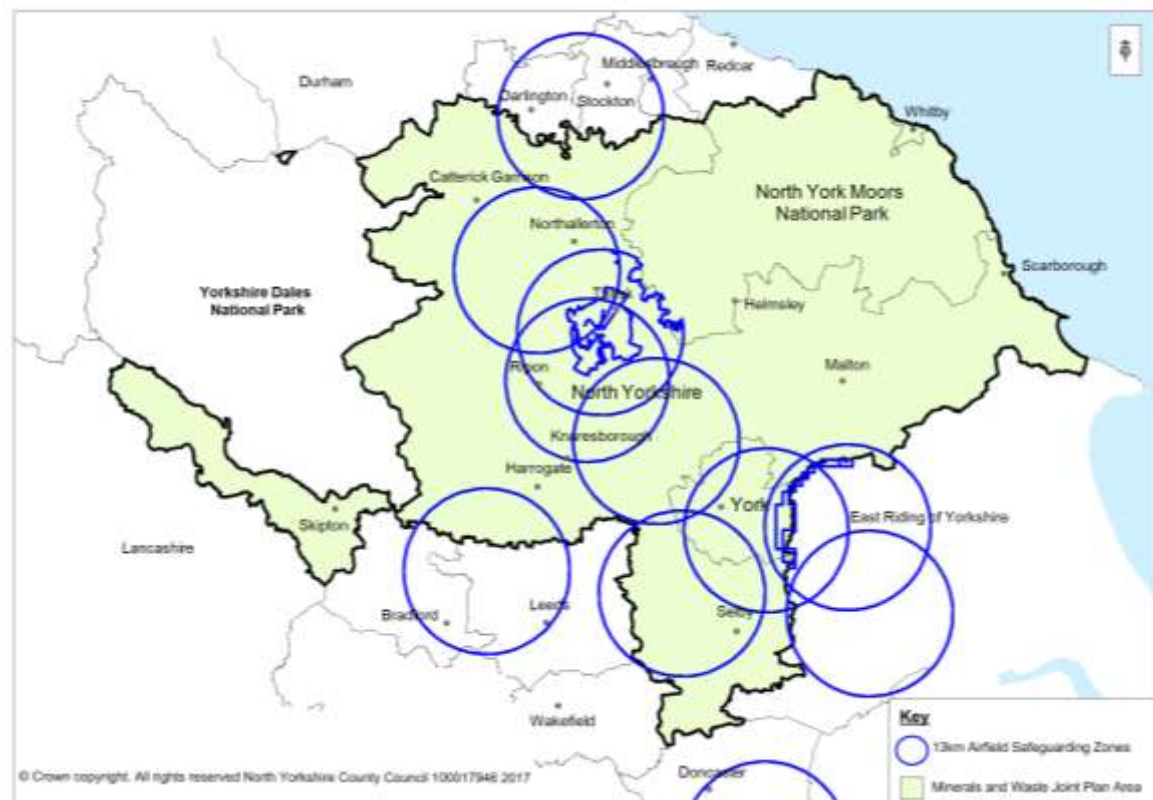 Durham
Middlesbrough
Redcar
Darlington
Stockton
Whitby
Catterick Garrison
North York Moors
National Park
Northallerton
Scarborough
Yorkshire Dales
National Park
Thirsk
Helmsley
Malton
Ripon
North Yorkshire
Knaresborough
Harrogate
York
East Riding of Yorkshire
Skipton
Lancashire
Bradford
Leeds
Selby
Wakefield
Key
13km Airfield Safeguarding Zones
Minerals and Waste Joint Plan Area
Doncaster
© Crown copyright. All rights reserved North Yorkshire County Council 100017946 2017